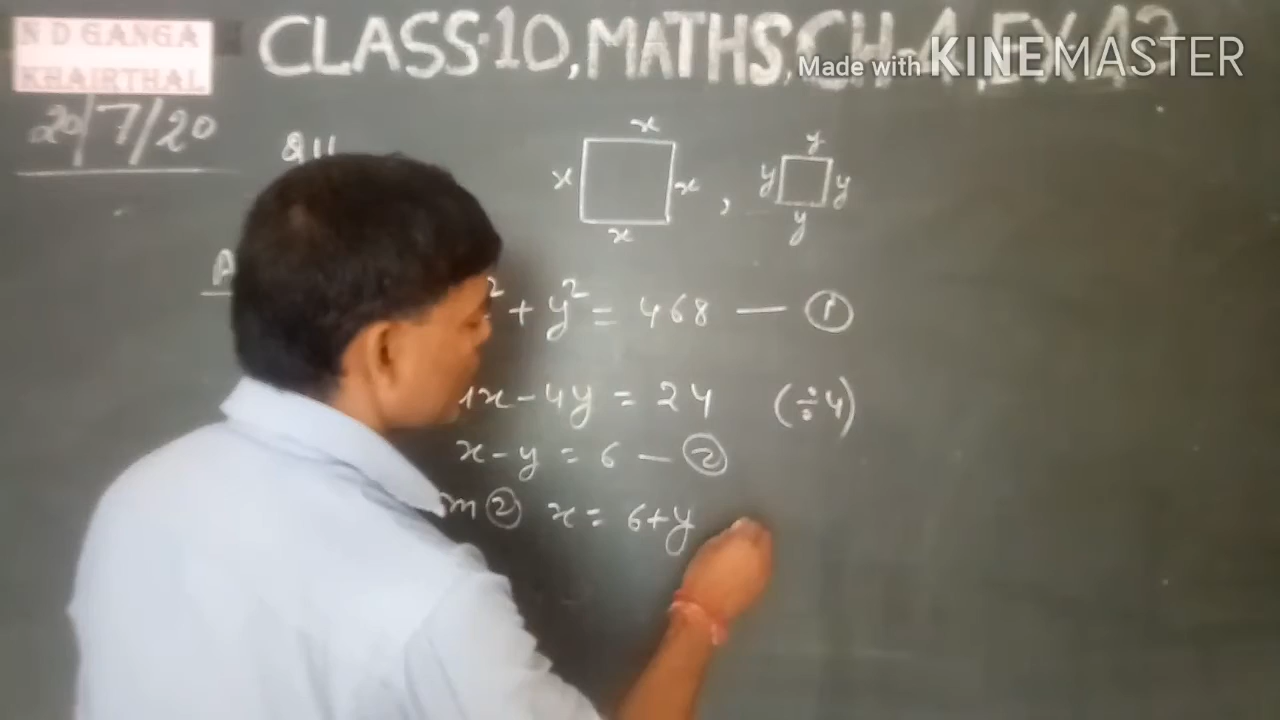 N D GANGA
KHAIRTHAL
CLASS-10, MATHS, CH-4, EX.4.3
Made with KINEMASTER
20/7/20
Q11
x
x
x
x
,
y
y
y
y
A
² + y² = 468 — ①
4x - 4y = 24 (÷4)
x - y = 6 — ②
m ② x = 6+y